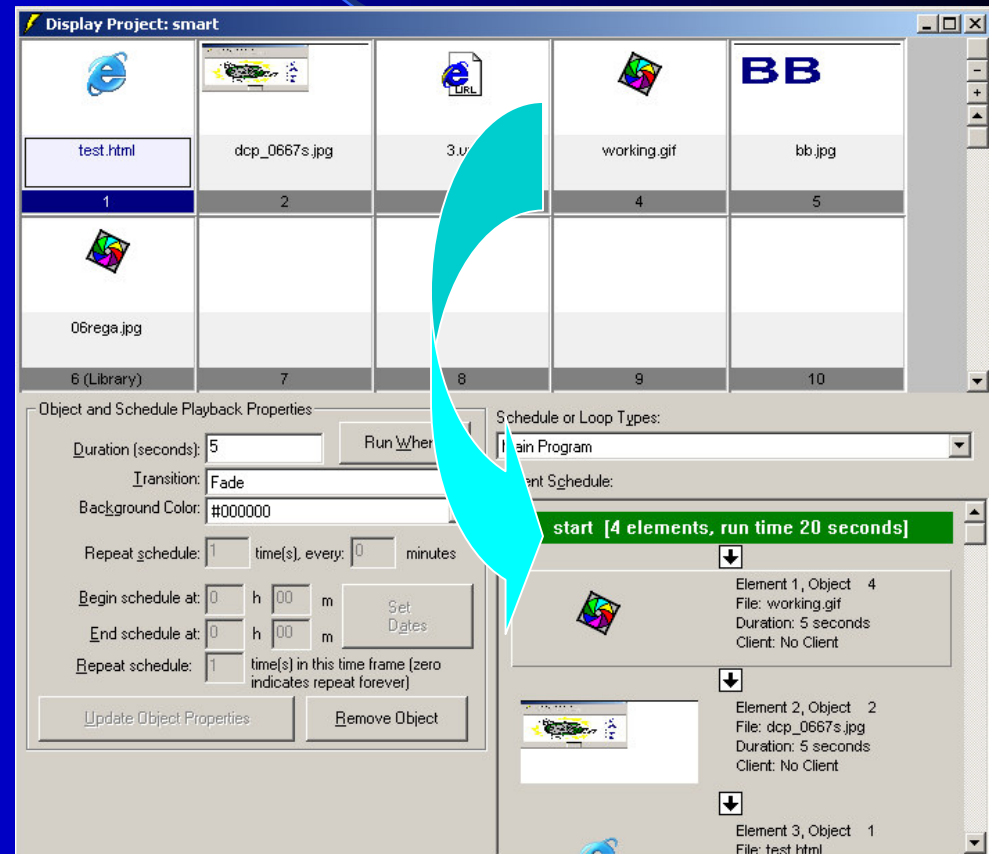 Display Project: smart
URL
BB
test.html
dcp_0667s.jpg
working.gif
bb.jpg
1
2
4
5
06rega.jpg
6 (Library)
7
8
9
10
Object and Schedule Playback Properties
Duration (seconds):
5
Run
Transition:
Fade
Background Color:
#000000
Repeat schedule:
1
time(s), every:
0
minutes
Begin schedule at:
0
h
00
m
Set
Dates
End schedule at:
0
h
00
m
Repeat schedule:
1
time(s) in this time frame (zero
indicates repeat forever)
Update Object Properties
Remove Object
Schedule or Loop Types:
Program
Schedule:
start [4 elements, run time 20 seconds]
Element 1, Object 4
File: working.gif
Duration: 5 seconds
Client: No Client
Element 2, Object 2
File: dcp_0667s.jpg
Duration: 5 seconds
Client: No Client
Element 3, Object 1
File: test.html